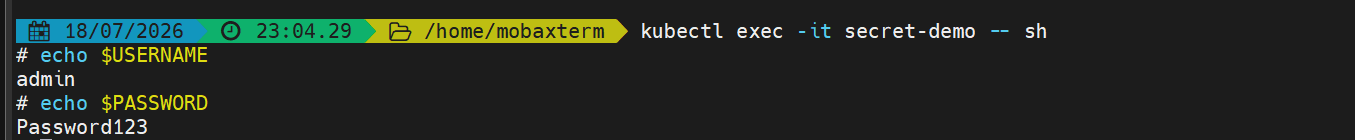 18/07/2026 23:04.29 /home/mobaxterm kubectl exec -it secret-demo -- sh
# echo $USERNAME
admin
# echo $PASSWORD
Password123